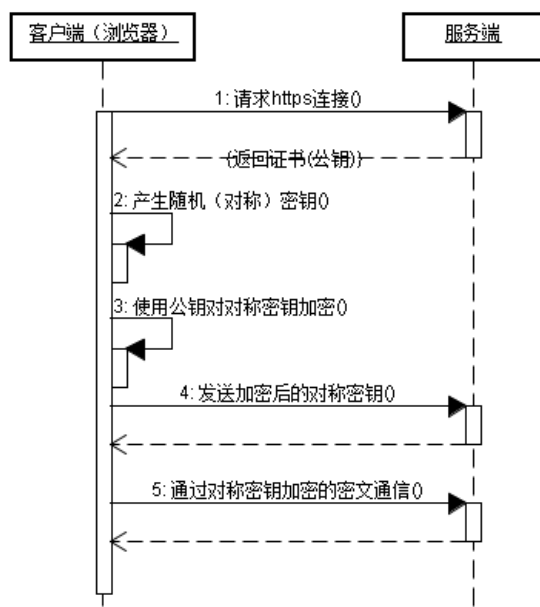 客户端（浏览器）
服务端
1: 请求https连接()
(返回证书(公钥))
2: 产生随机（对称）密钥()
3: 使用公钥对对称密钥加密()
4: 发送加密后的对称密钥()
5: 通过对称密钥加密的密文通信()